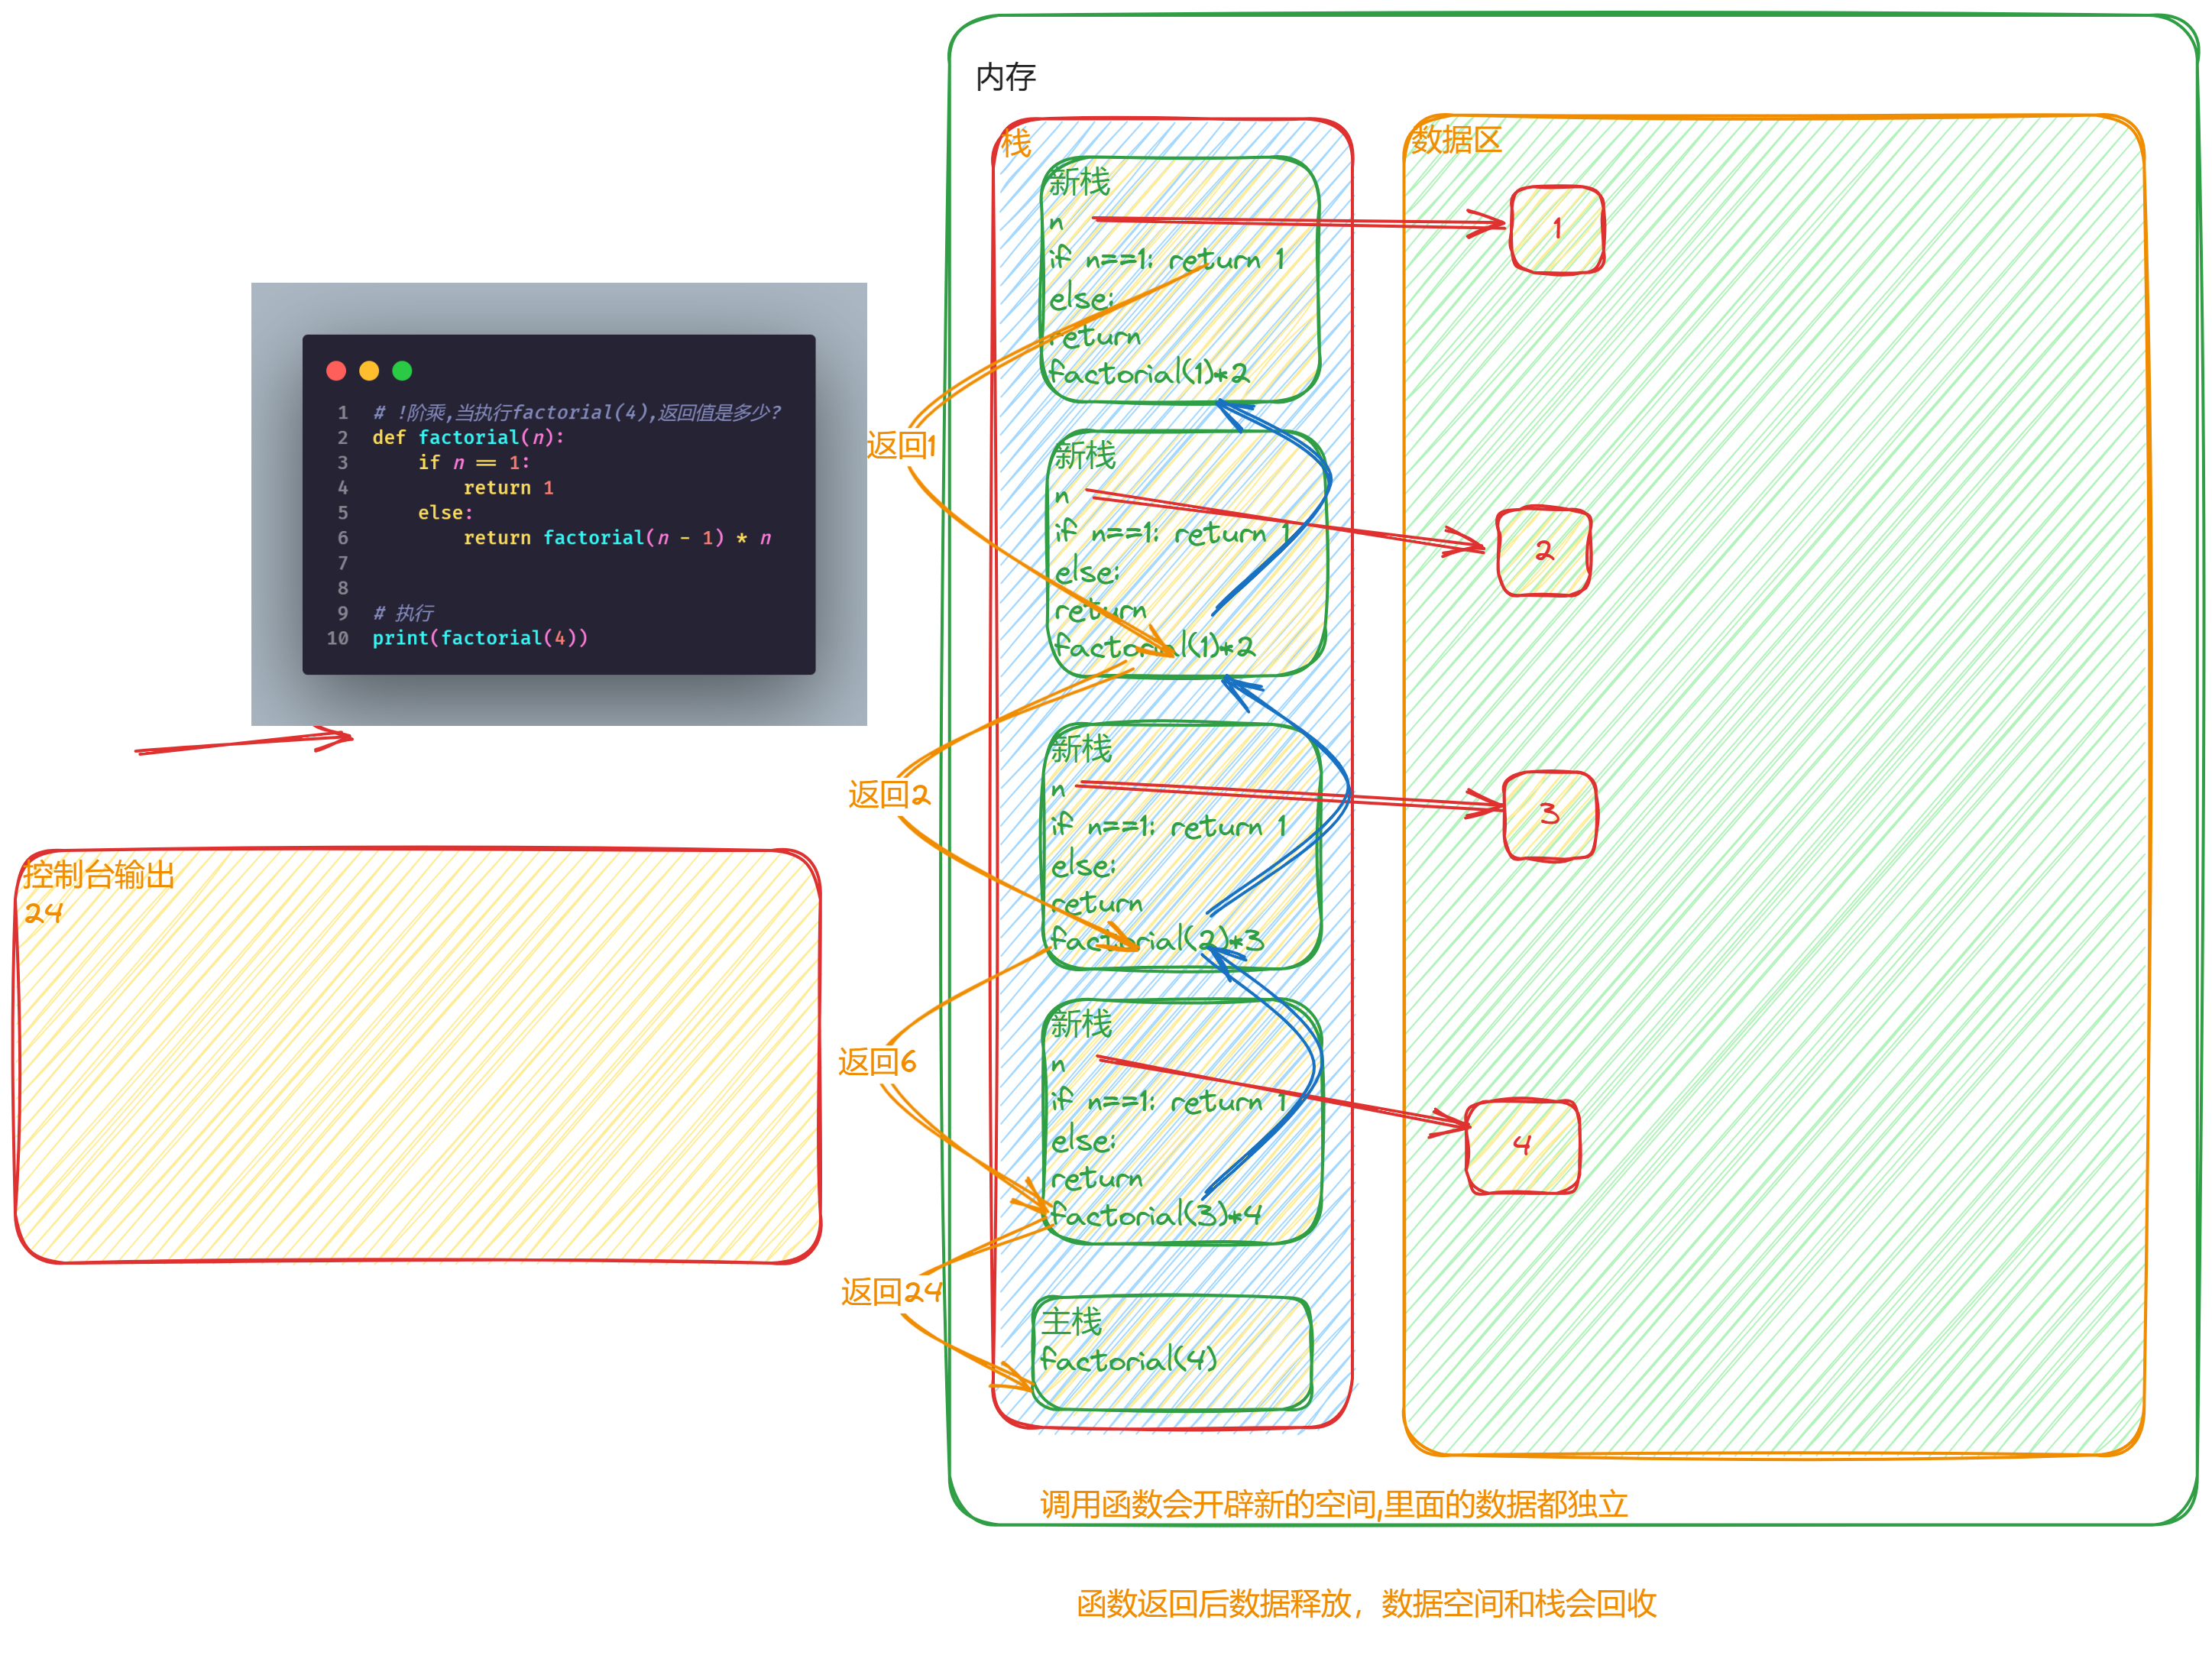 内存
栈
新栈
n
if n==1: return 1
else:
return
factorial(1)*2
新栈
n
if n==1: return 1
else:
return
factorial(1)*2
新栈
n
if n==1: return 1
else:
return
factorial(2)*3
新栈
n
if n==1: return 1
else:
return
factorial(3)*4
主栈
factorial(4)
数据区
1
2
3
4
返回1
返回2
返回6
返回24
1 # !阶乘,当执行factorial(4),返回值是多少?
2 def factorial(n):
3 if n == 1:
4 return 1
5 else:
6 return factorial(n - 1) * n
7
8
9 # 执行
10 print(factorial(4))
控制台输出
24
调用函数会开辟新的空间,里面的数据都独立
函数返回后数据释放，数据空间和栈会回收